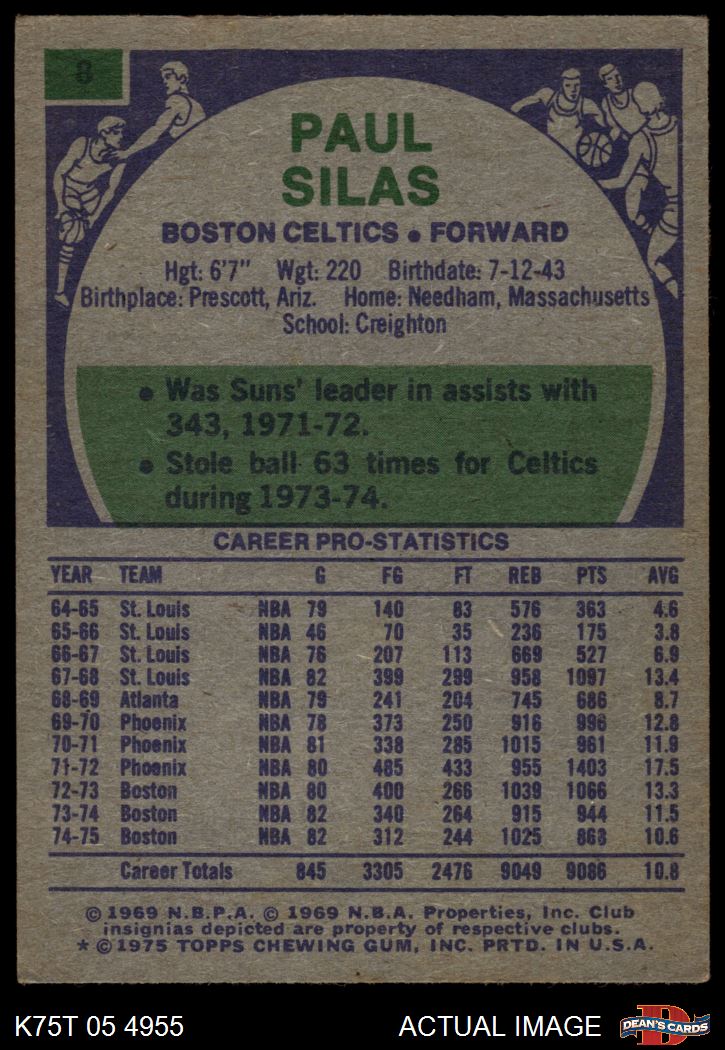 8
PAUL
SILAS
BOSTON CELTICS • FORWARD
Hgt: 6'7" Wgt: 220 Birthdate: 7-12-43
Birthplace: Prescott, Ariz. Home: Needham, Massachusetts
School: Creighton
• Was Suns' leader in assists with
343, 1971-72.
• Stole ball 63 times for Celtics
during 1973-74.
CAREER PRO-STATISTICS
YEAR TEAM G FG FT REB PTS AVG
64-65 St. Louis NBA 79 140 83 576 363 4.6
65-66 St. Louis NBA 46 70 35 236 175 3.8
66-67 St. Louis NBA 76 207 113 669 527 6.9
67-68 St. Louis NBA 82 399 299 958 1097 13.4
68-69 Atlanta NBA 79 241 204 745 686 8.7
69-70 Phoenix NBA 78 373 250 916 996 12.8
70-71 Phoenix NBA 81 338 285 1015 961 11.9
71-72 Phoenix NBA 80 485 433 955 1403 17.5
72-73 Boston NBA 80 400 266 1039 1066 13.3
73-74 Boston NBA 82 340 264 915 944 11.5
74-75 Boston NBA 82 312 244 1025 868 10.6
Career Totals 845 3305 2476 9049 9086 10.8
© 1969 N.B.P.A. © 1969 N.B.A. Properties, Inc. Club
insignias depicted are property of respective clubs.
* © 1975 TOPPS CHEWING GUM, INC. PRTD. IN U.S.A.
K75T 05 4955 ACTUAL IMAGE D DEAN'S CARDS